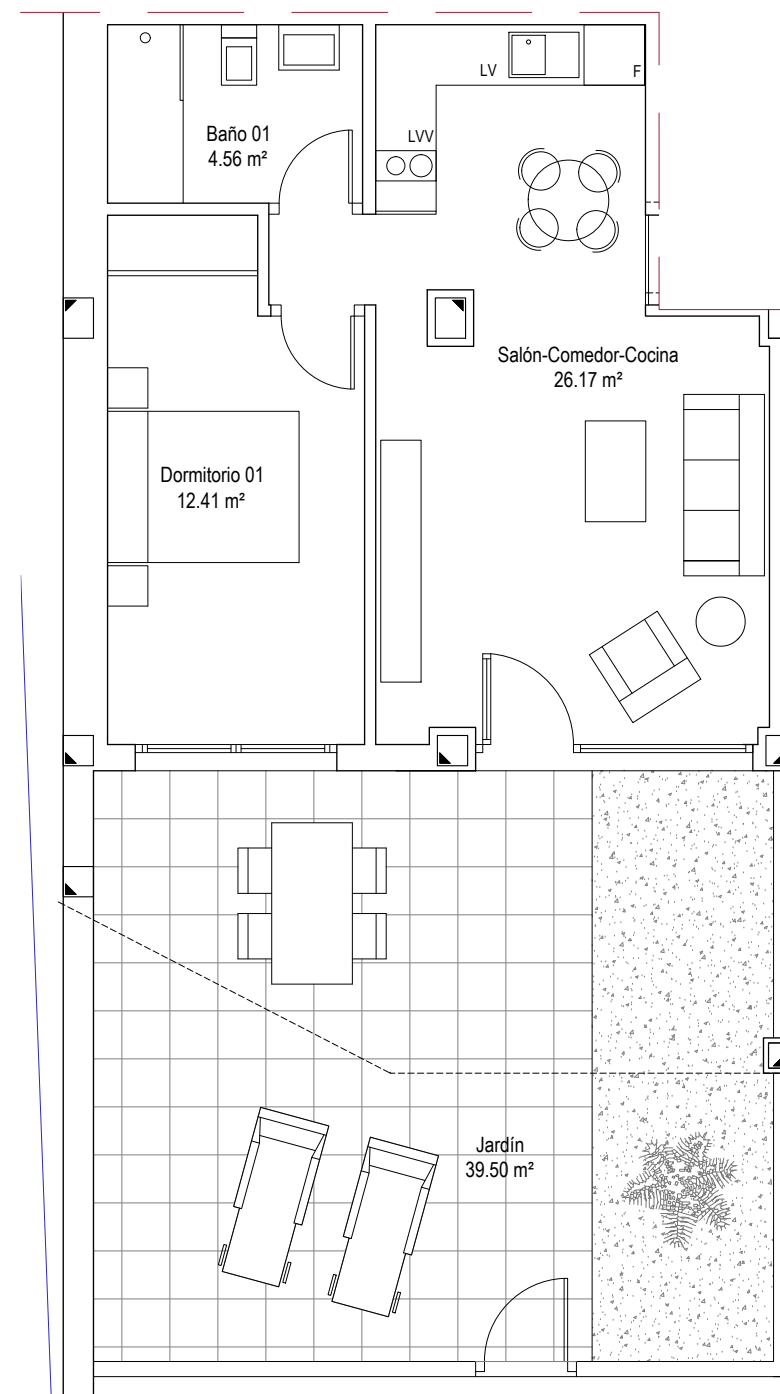 LV
F
Baño 01
4.56 m²
LVV
Salón-Comedor-Cocina
26.17 m²
Dormitorio 01
12.41 m²
Jardín
39.50 m²